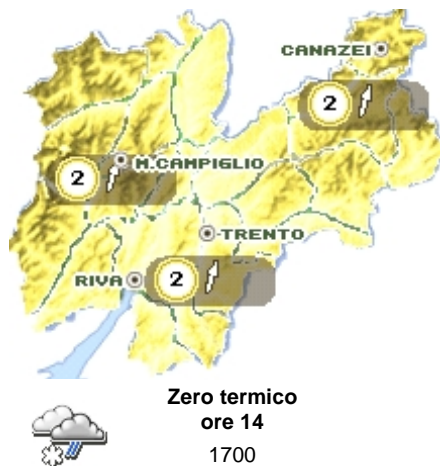 CANAZEI
2
M.CAMPIGLIO
2
TRENTO
RIVA
2
Zero termico
ore 14
1700